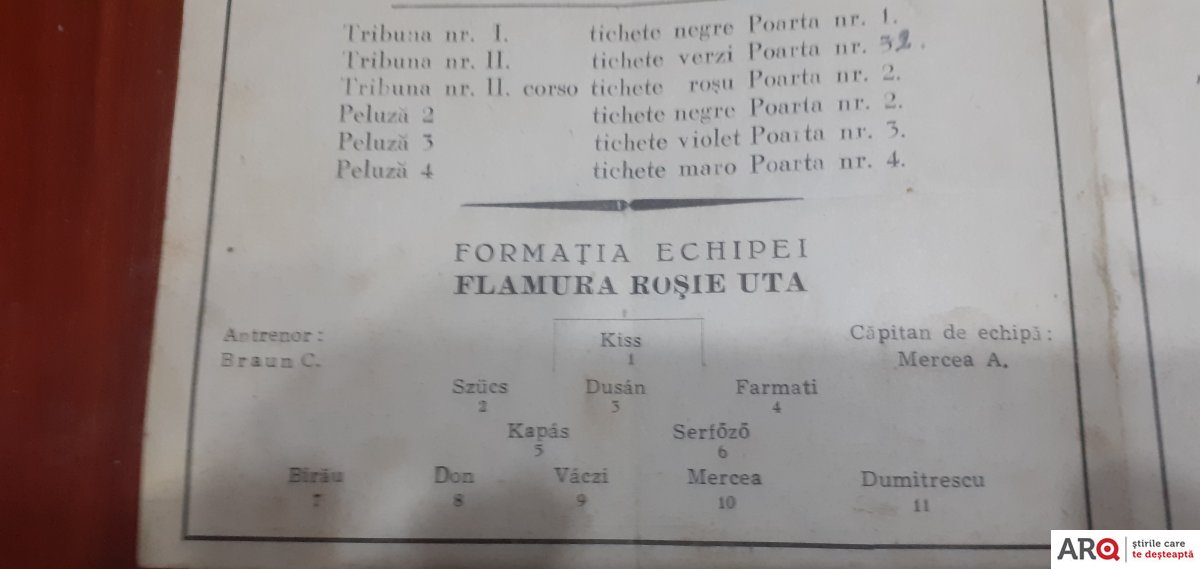 Tribuna nr. I. tichete negre Poarta nr. 1.
Tribuna nr. II. tichete verzi Poarta nr. 32.
Tribuna nr. II. corso tichete roșu Poarta nr. 2.
Peluză 2 tichete negre Poarta nr. 2.
Peluză 3 tichete violet Poarta nr. 3.
Peluză 4 tichete maro Poarta nr. 4.
FORMAȚIA ECHIPEI
FLAMURA ROȘIE UTA
Antrenor:
Braun C.
Căpitan de echipă:
Mercea A.
Kiss
1
Szücs Dusán Farmati
2 3 4
Kapás Serfőző
5 6
Birău Don Váczi Mercea Dumitrescu
7 8 9 10 11
ARQ știrile care
te deșteaptă